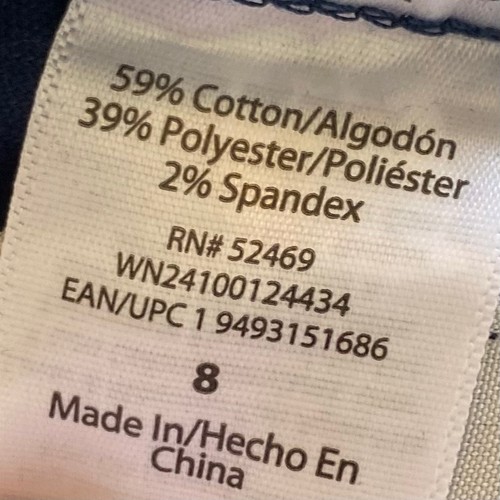 59% Cotton/Algodón
39% Polyester/Poliéster
2% Spandex
RN# 52469
WN24100124434
EAN/UPC 1 9493151686
8
Made In/Hecho En
China